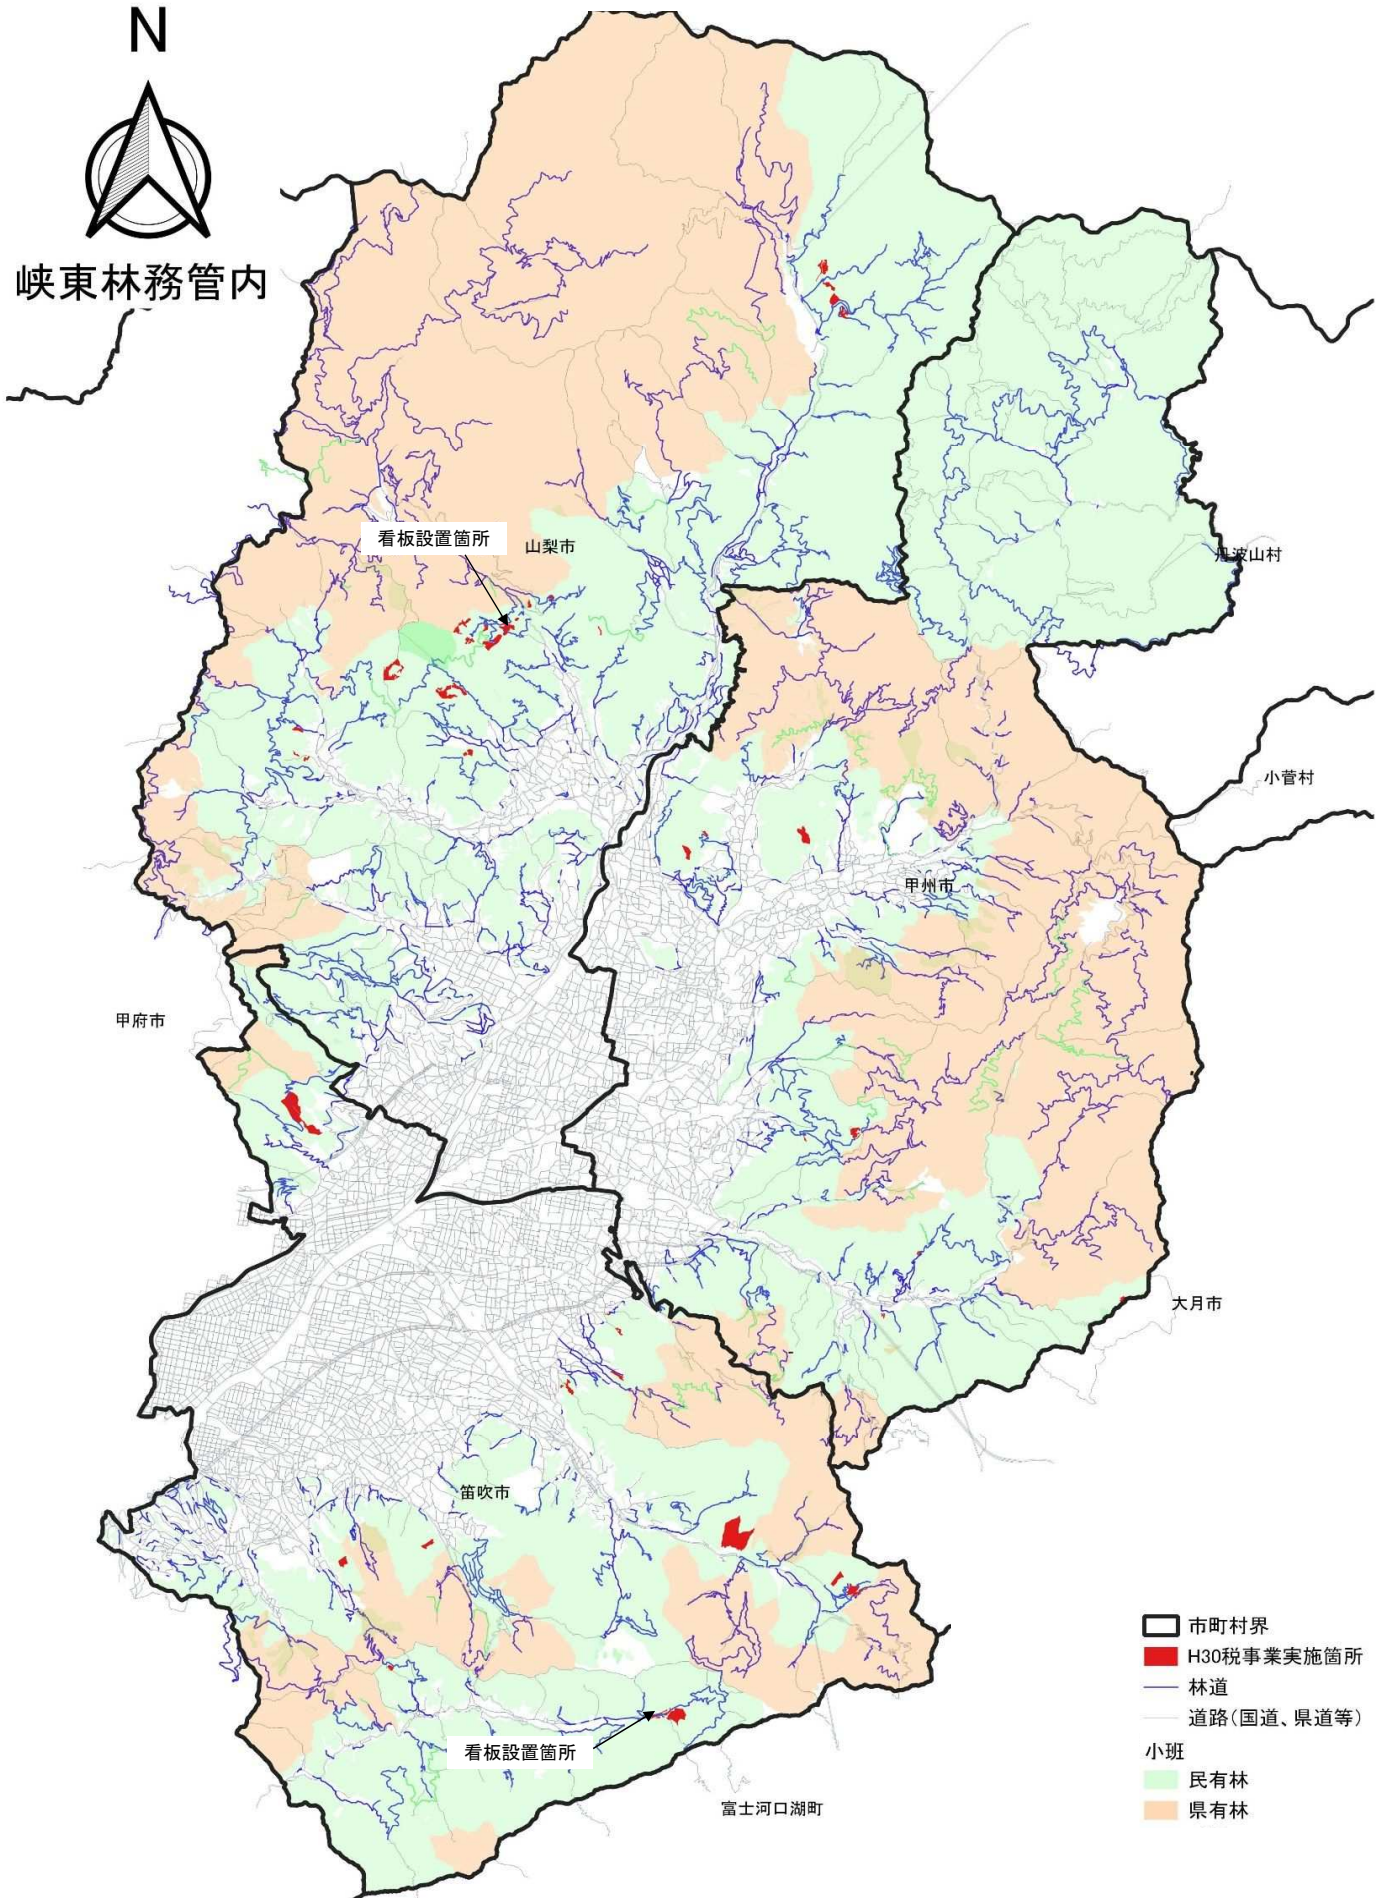 N
峡東林務管内
看板設置箇所
山梨市
丹波山村
小菅村
甲州市
甲府市
大月市
笛吹市
看板設置箇所
富士河口湖町
市町村界
H30税事業実施箇所
林道
道路(国道、県道等)
小班
民有林
県有林